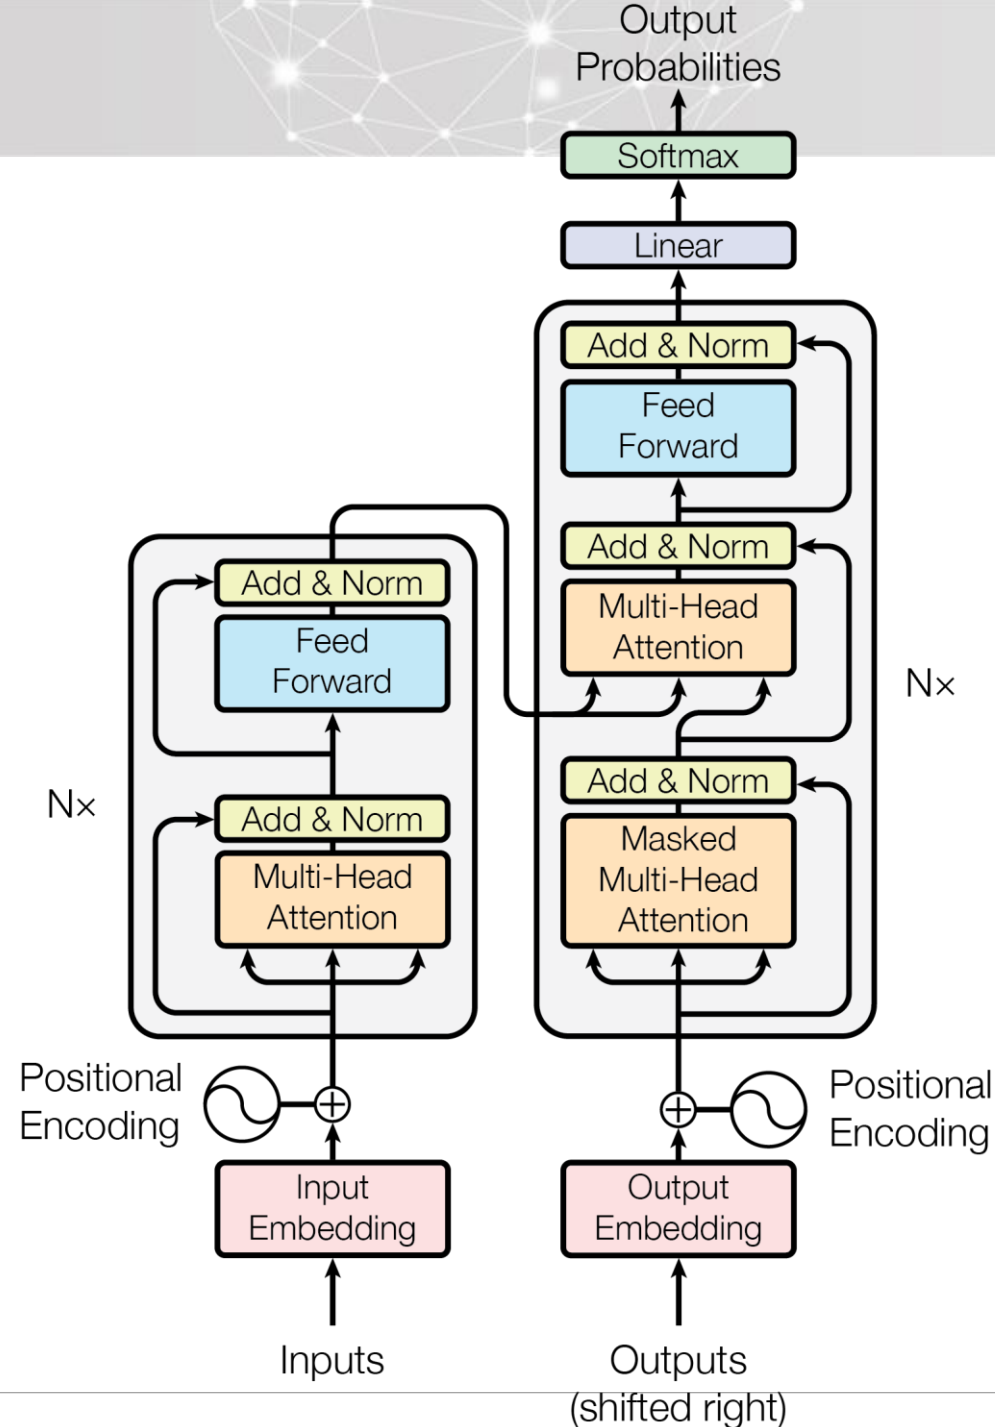 Output
Probabilities
Softmax
Linear
Add & Norm
Feed
Forward
Add & Norm
Multi-Head
Attention
Add & Norm
Masked
Multi-Head
Attention
Nx
Add & Norm
Feed
Forward
Add & Norm
Multi-Head
Attention
Nx
Positional
Encoding
Positional
Encoding
Input
Embedding
Output
Embedding
Inputs
Outputs
(shifted right)